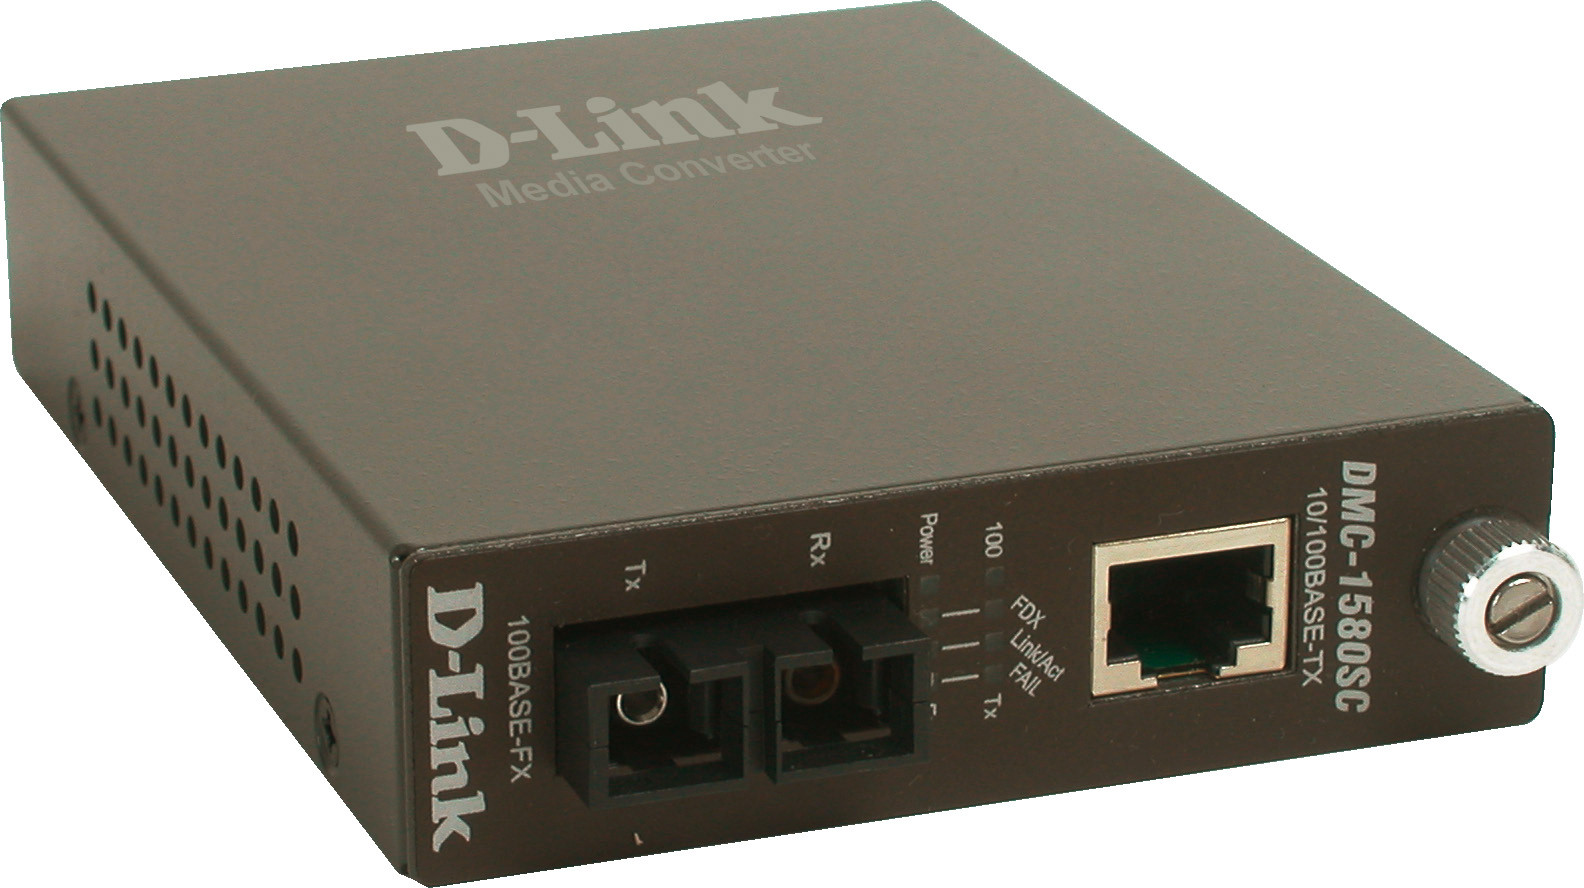 D-Link
Media Converter
DMC-1580SC
10/100BASE-TX
100
FDX
Link/Act
FAIL
Tx
Power
Rx
Tx
100BASE-FX
D-Link